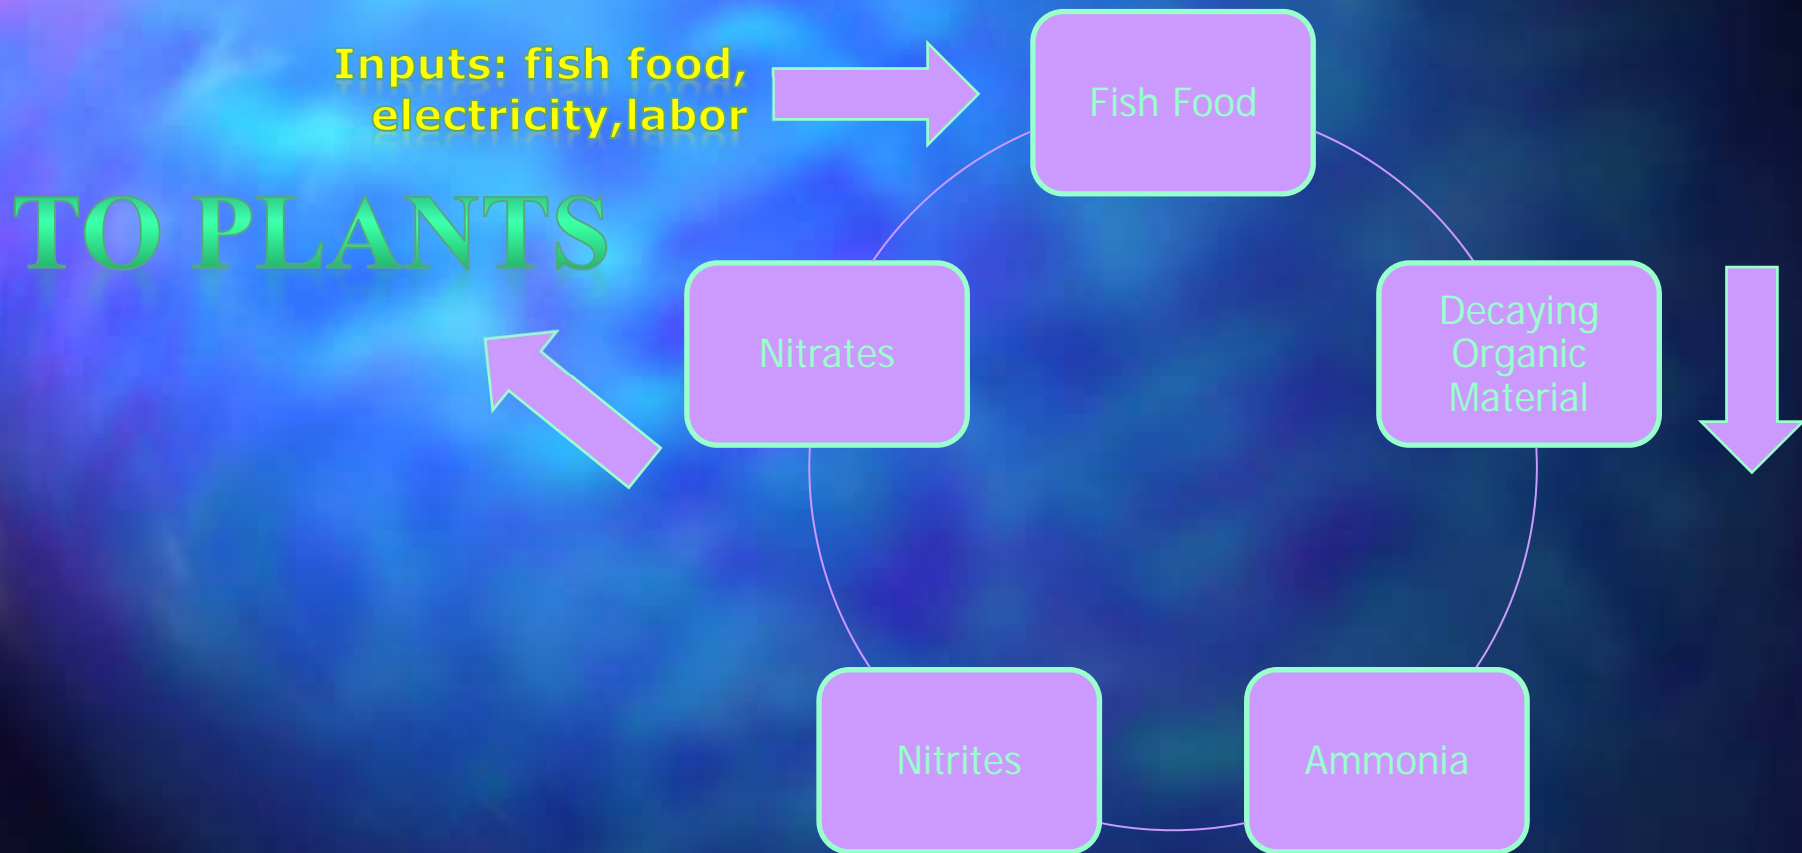 Inputs: fish food,
electricity,labor
TO PLANTS
Fish Food
Decaying
Organic
Material
Ammonia
Nitrites
Nitrates